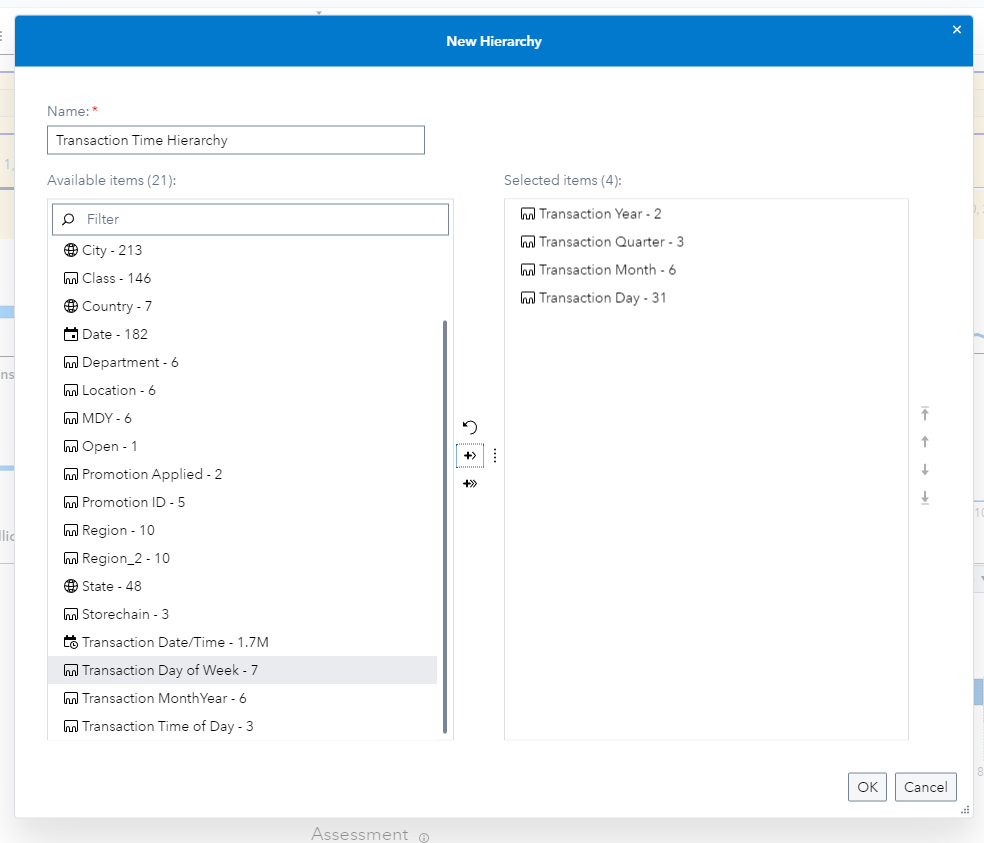 New Hierarchy
Name: *
Transaction Time Hierarchy
Available items (21):
Filter
City - 213
Class - 146
Country - 7
Date - 182
Department - 6
Location - 6
MDY - 6
Open - 1
Promotion Applied - 2
Promotion ID - 5
Region - 10
Region_2 - 10
State - 48
Storechain - 3
Transaction Date/Time - 1.7M
Transaction Day of Week - 7
Transaction MonthYear - 6
Transaction Time of Day - 3
Selected items (4):
Transaction Year - 2
Transaction Quarter - 3
Transaction Month - 6
Transaction Day - 31
OK
Cancel
Assessment